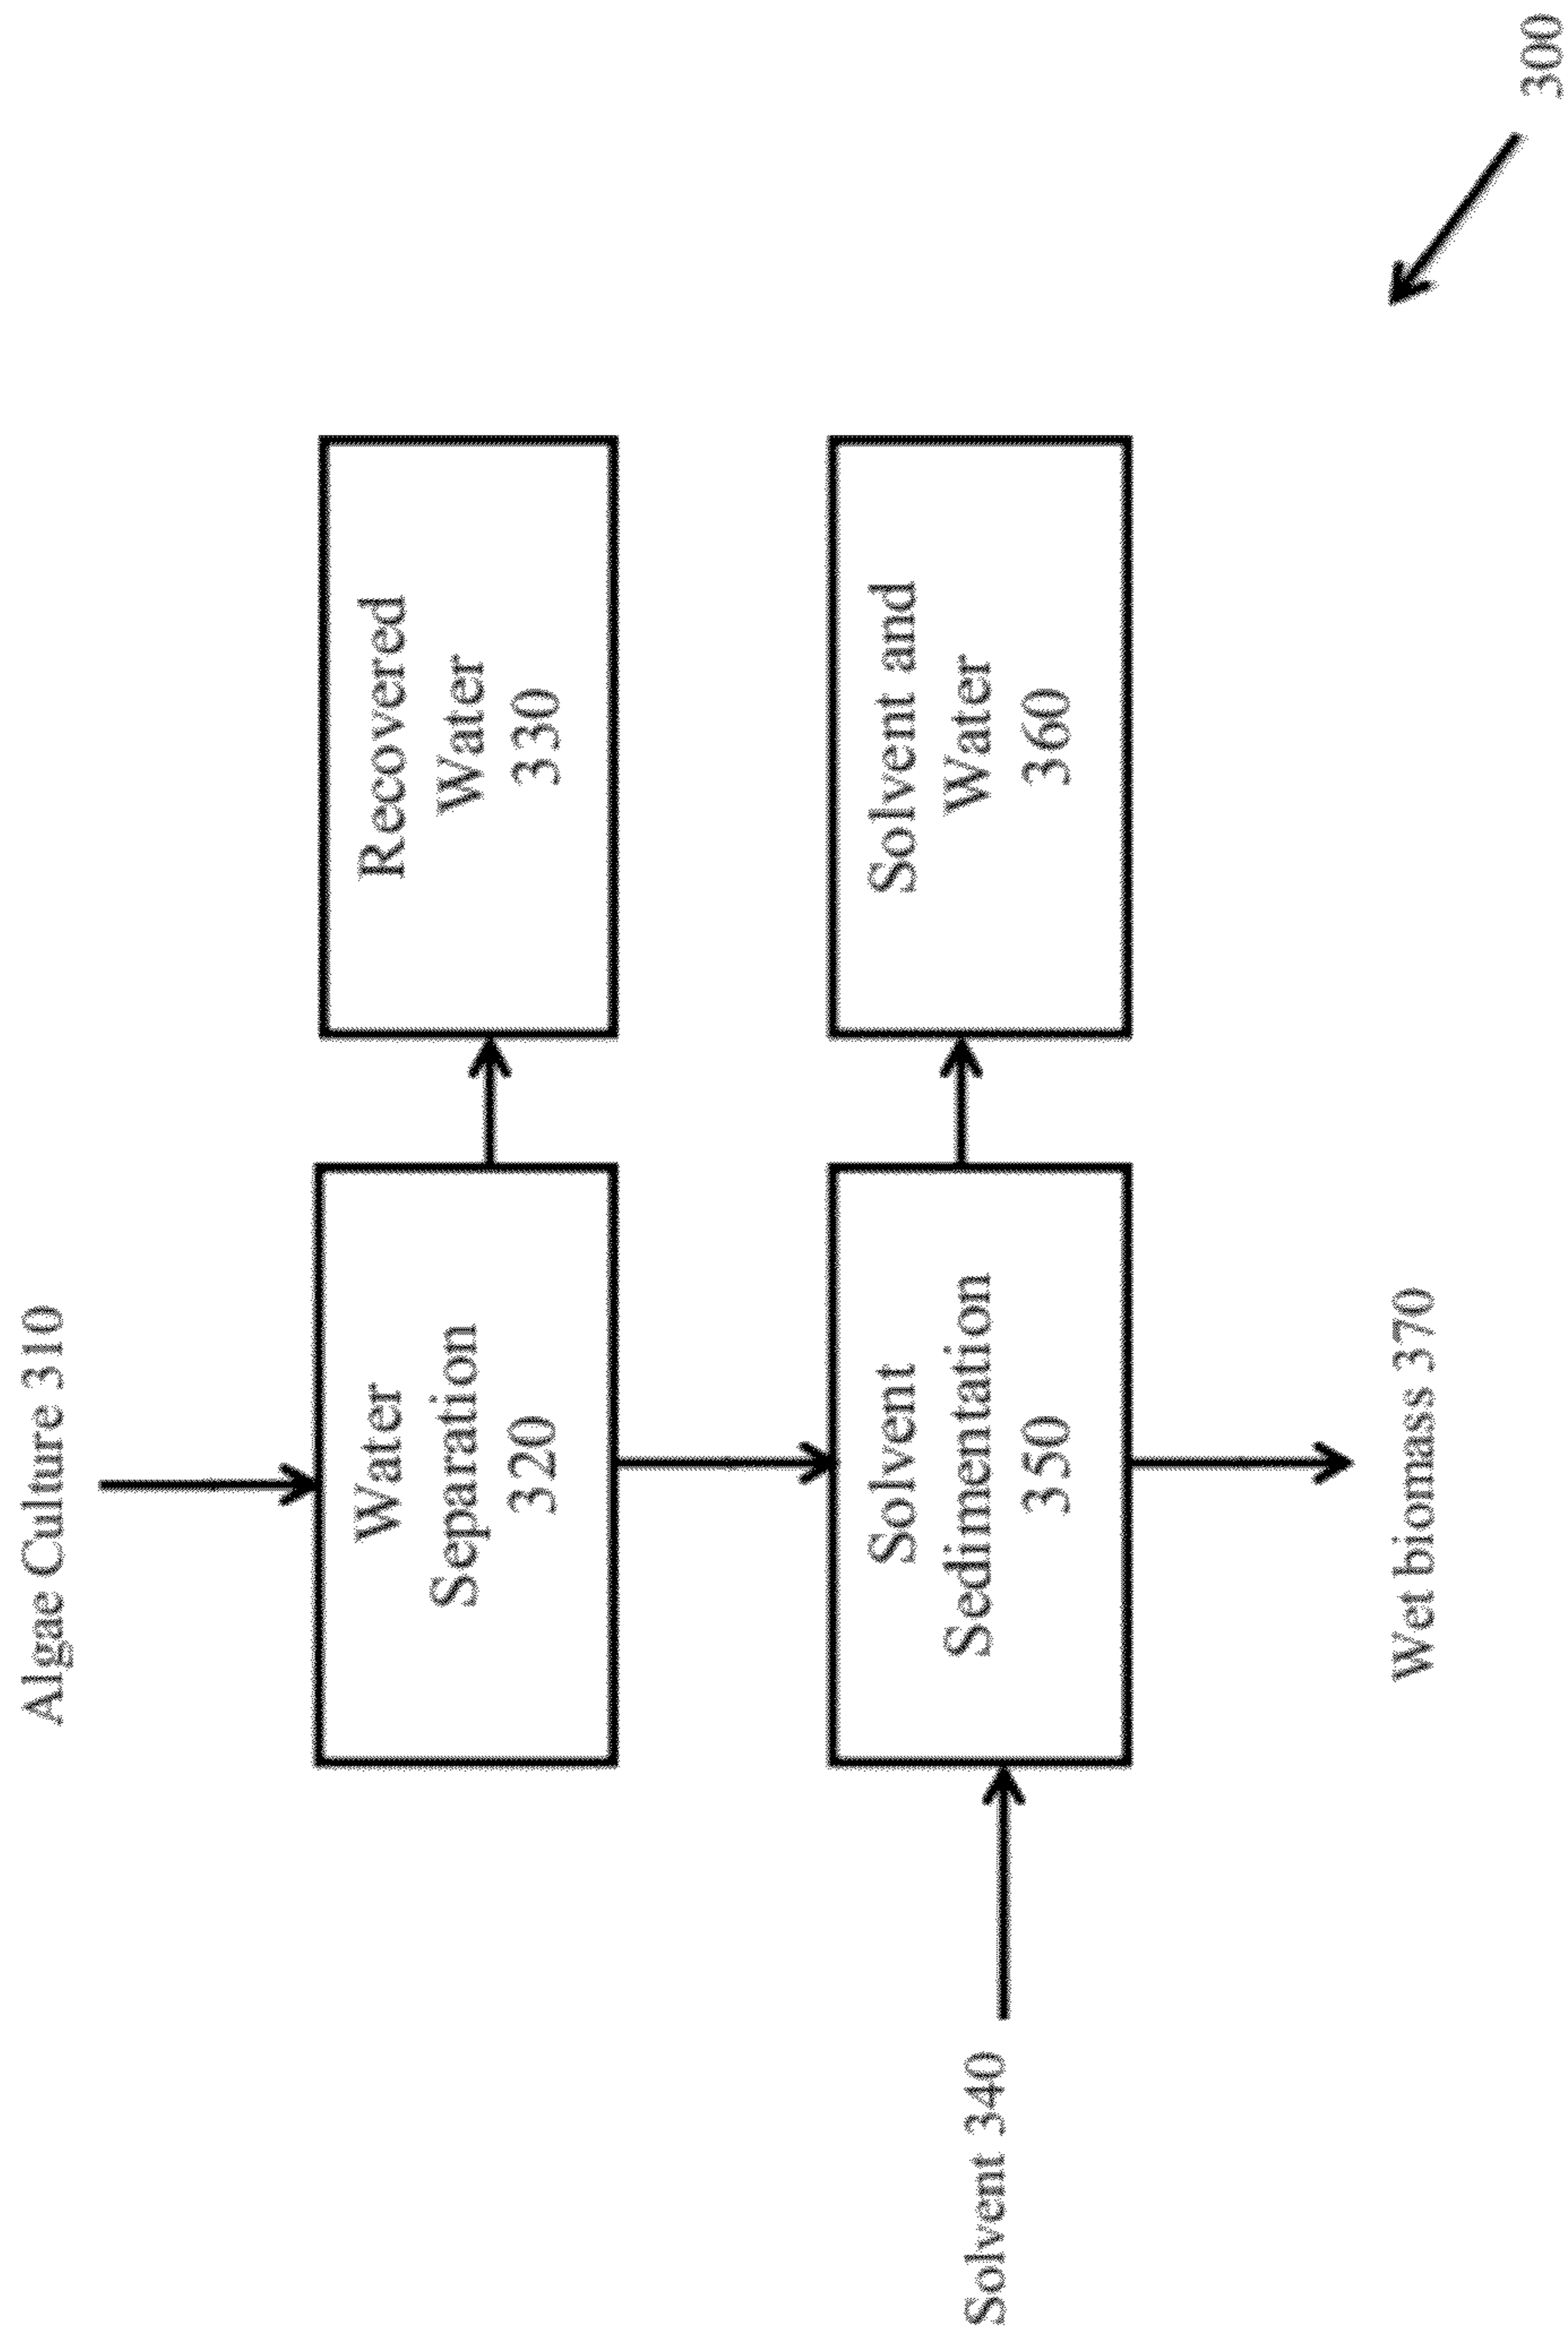 Algae Culture 310
Water
Separation
320
Recovered
Water
330
Solvent 340
Solvent
Sedimentation
350
Solvent and
Water
360
Wet biomass 370
300